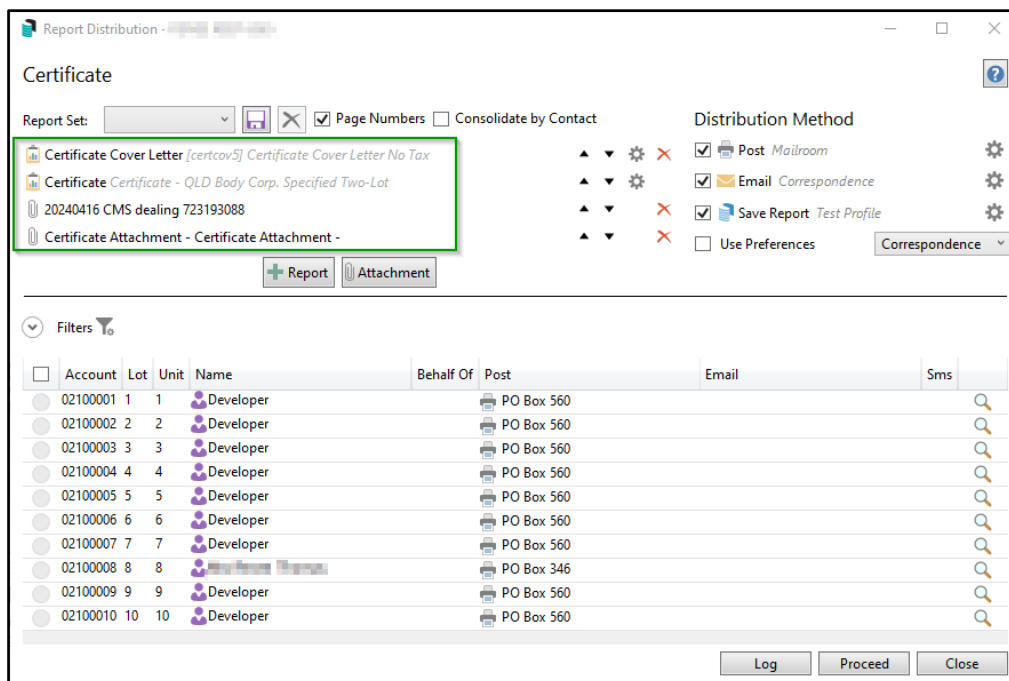 Report Distribution -
Certificate
Report Set: Page Numbers Consolidate by Contact
Distribution Method
Certificate Cover Letter [certcov5] Certificate Cover Letter No Tax
Certificate Certificate - QLD Body Corp. Specified Two-Lot
20240416 CMS dealing 723193088
Certificate Attachment - Certificate Attachment -
Report Attachment
Post Mailroom
Email Correspondence
Save Report Test Profile
Use Preferences Correspondence
Filters
Account Lot Unit Name Behalf Of Post Email Sms
02100001 1 1 Developer PO Box 560
02100002 2 2 Developer PO Box 560
02100003 3 3 Developer PO Box 560
02100004 4 4 Developer PO Box 560
02100005 5 5 Developer PO Box 560
02100006 6 6 Developer PO Box 560
02100007 7 7 Developer PO Box 560
02100008 8 8 PO Box 346
02100009 9 9 Developer PO Box 560
02100010 10 10 Developer PO Box 560
Log Proceed Close